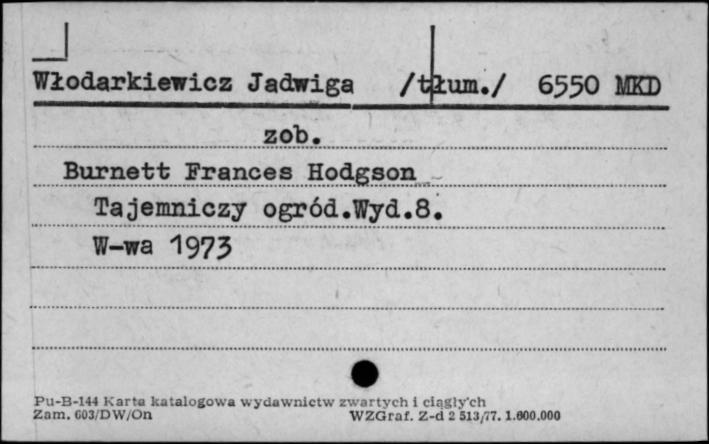 Włodarkiewicz Jadwiga /tłum./ 6550 MKD
zob.
Burnett Frances Hodgson
Tajemniczy ogród.Wyd.8.
W-wa 1973
Pu-B-144 Karta katalogowa wydawnictw zwartych i ciągłych
Zam. 603/DW/On WZGraf. Z-d 2 513/77. 1.600.000